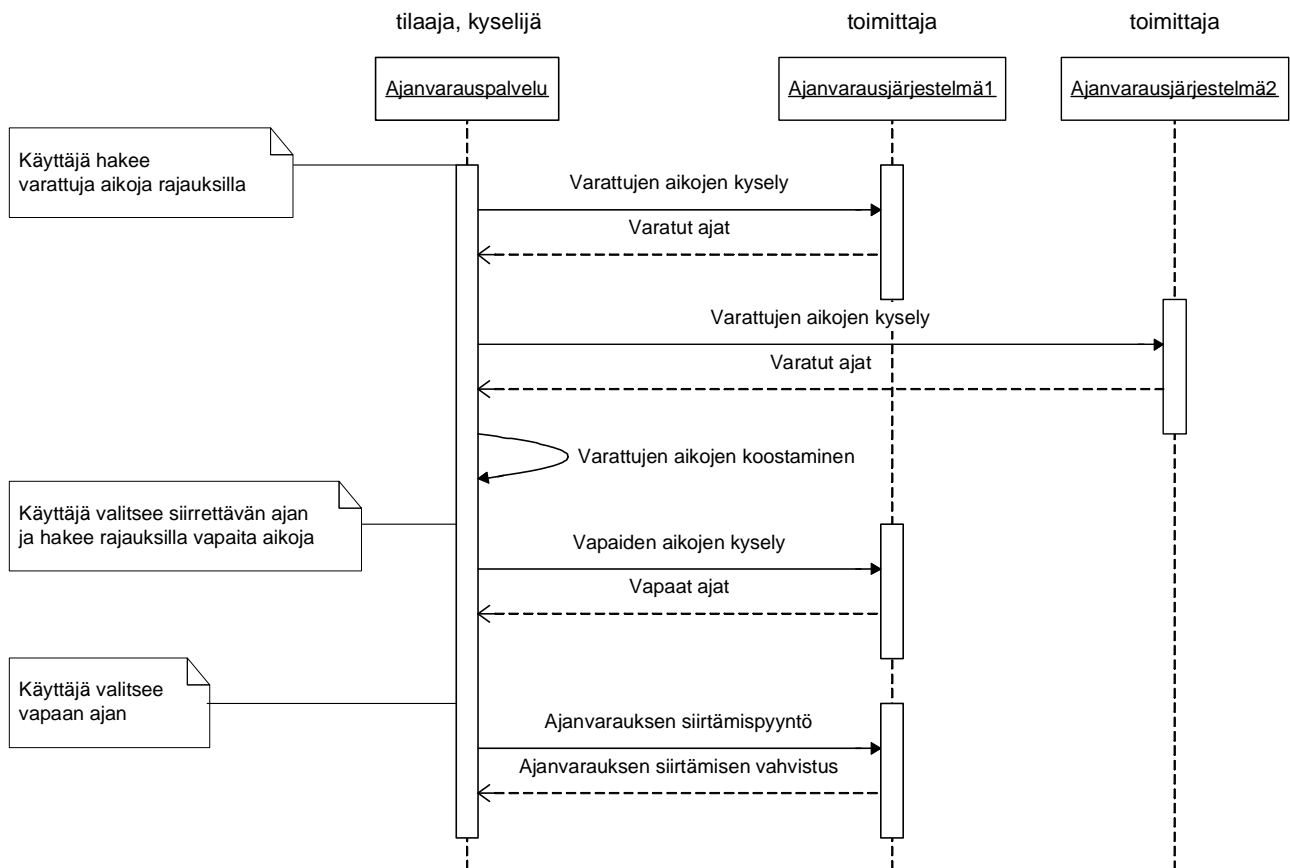 tilaaja, kyselijä
toimittaja
toimittaja
Ajanvarauspalvelu
Ajanvarausjärjestelmä1
Ajanvarausjärjestelmä2
Käyttäjä hakee
varattuja aikoja rajauksilla
Varattujen aikojen kysely
Varatut ajat
Varattujen aikojen kysely
Varatut ajat
Varattujen aikojen koostaminen
Käyttäjä valitsee siirrettävän ajan
ja hakee rajauksilla vapaita aikoja
Vapaiden aikojen kysely
Vapaat ajat
Käyttäjä valitsee
vapaan ajan
Ajanvarauksen siirtämispyyntö
Ajanvarauksen siirtämisen vahvistus